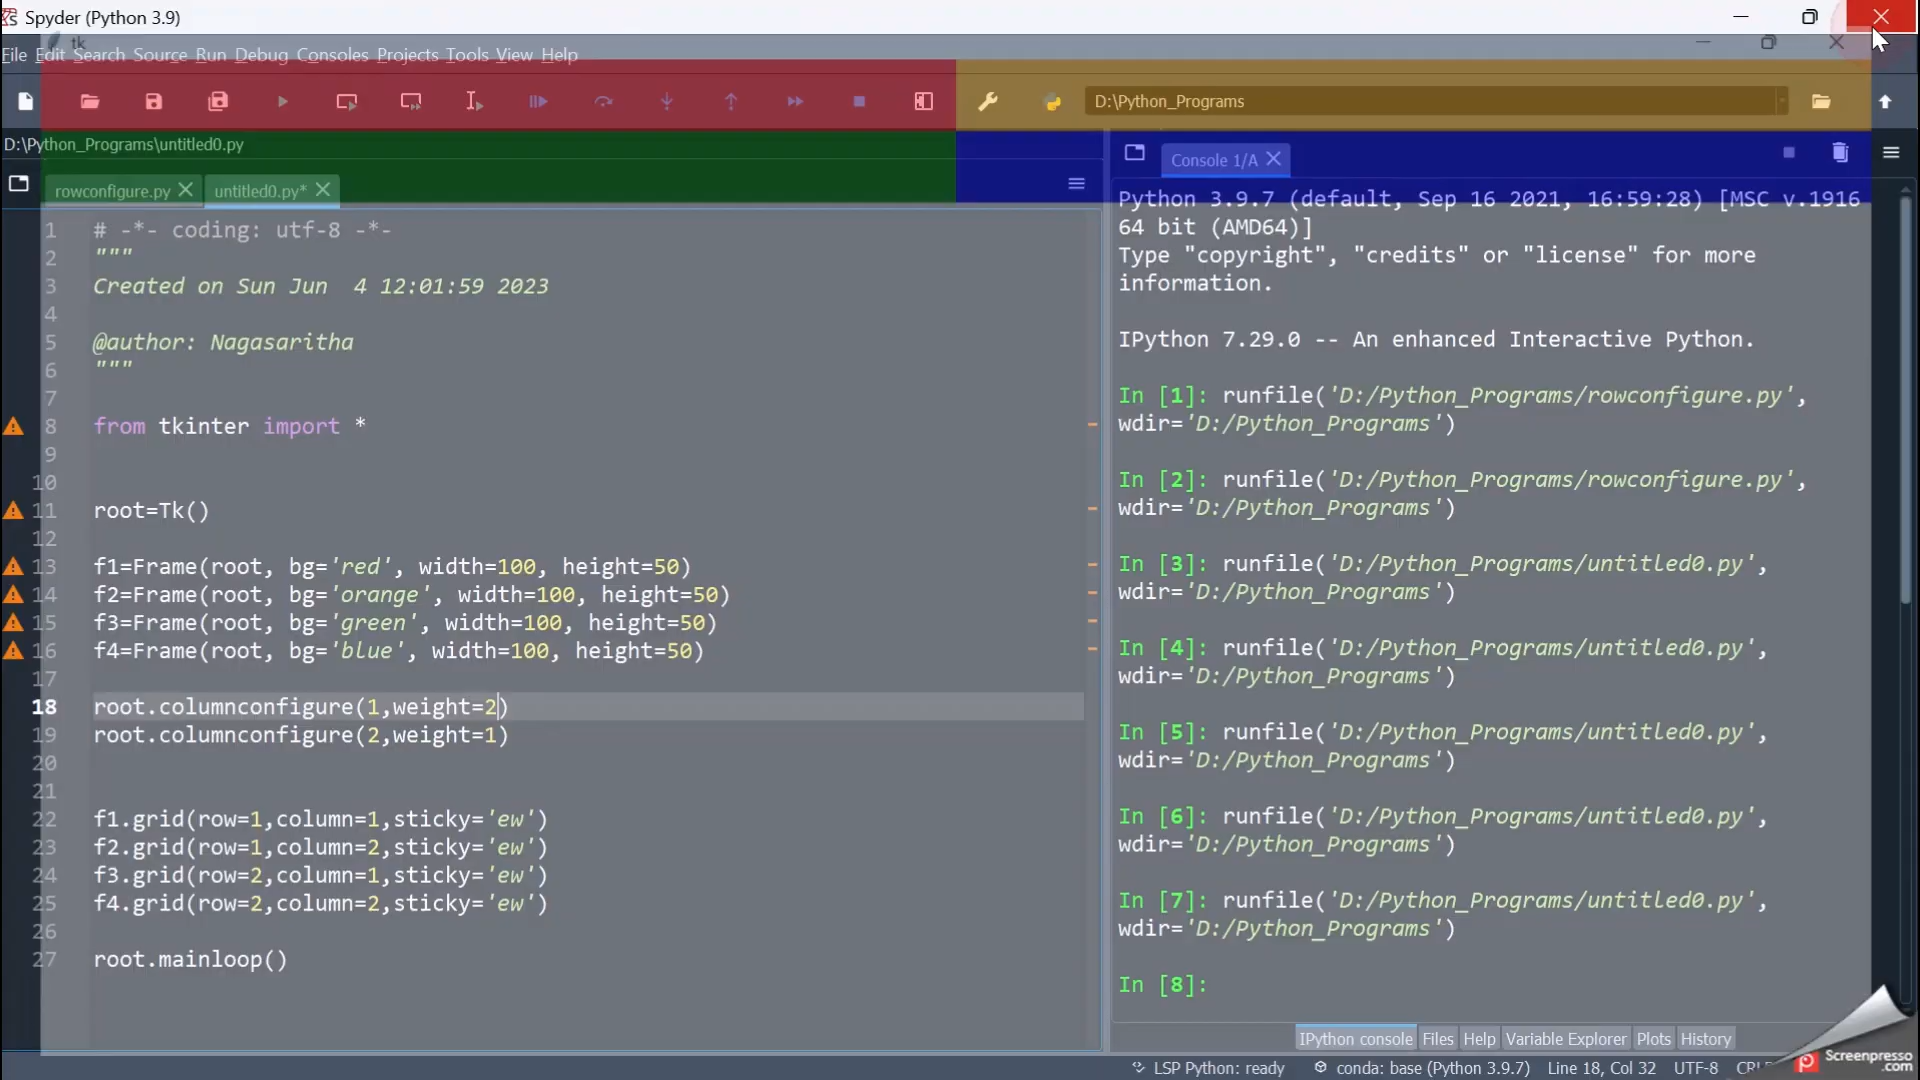 Spyder (Python 3.9)
tk
File Edit Search Source Run Debug Consoles Projects Tools View Help
D:\Python_Programs
D:\Python_Programs\untitled0.py
rowconfigure.py
untitled0.py*
1 # -*- coding: utf-8 -*-
2 """
3 Created on Sun Jun  4 12:01:59 2023
4
5 @author: Nagasaritha
6 """
7
8 from tkinter import *
9
10
11 root=Tk()
12
13 f1=Frame(root, bg='red', width=100, height=50)
14 f2=Frame(root, bg='orange', width=100, height=50)
15 f3=Frame(root, bg='green', width=100, height=50)
16 f4=Frame(root, bg='blue', width=100, height=50)
17
18 root.columnconfigure(1,weight=2)
19 root.columnconfigure(2,weight=1)
20
21
22 f1.grid(row=1,column=1,sticky='ew')
23 f2.grid(row=1,column=2,sticky='ew')
24 f3.grid(row=2,column=1,sticky='ew')
25 f4.grid(row=2,column=2,sticky='ew')
26
27 root.mainloop()
Console 1/A
Python 3.9.7 (default, Sep 16 2021, 16:59:28) [MSC v.1916
64 bit (AMD64)]
Type "copyright", "credits" or "license" for more
information.
IPython 7.29.0 -- An enhanced Interactive Python.
In [1]: runfile('D:/Python_Programs/rowconfigure.py',
wdir='D:/Python_Programs')
In [2]: runfile('D:/Python_Programs/rowconfigure.py',
wdir='D:/Python_Programs')
In [3]: runfile('D:/Python_Programs/untitled0.py',
wdir='D:/Python_Programs')
In [4]: runfile('D:/Python_Programs/untitled0.py',
wdir='D:/Python_Programs')
In [5]: runfile('D:/Python_Programs/untitled0.py',
wdir='D:/Python_Programs')
In [6]: runfile('D:/Python_Programs/untitled0.py',
wdir='D:/Python_Programs')
In [7]: runfile('D:/Python_Programs/untitled0.py',
wdir='D:/Python_Programs')
In [8]:
IPython console Files Help Variable Explorer Plots History
LSP Python: ready conda: base (Python 3.9.7) Line 18, Col 32 UTF-8
Screenpresso
.com